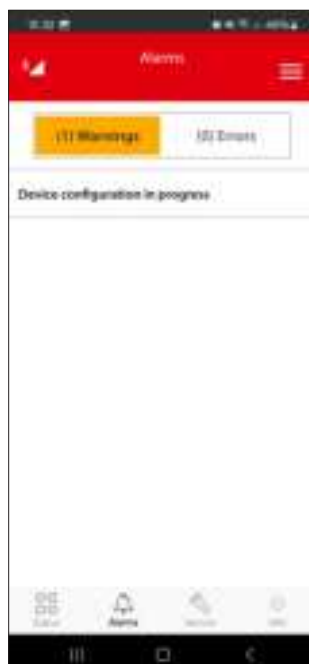 Alarms
(1) Warnings
(0) Errors
Device configuration in progress
Alarms